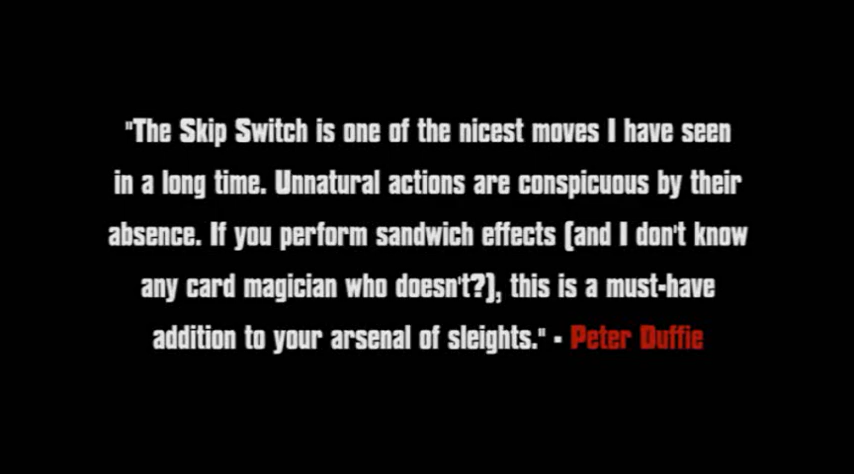 "The Skip Switch is one of the nicest moves I have seen
in a long time. Unnatural actions are conspicuous by their
absence. If you perform sandwich effects (and I don't know
any card magician who doesn't?), this is a must-have
addition to your arsenal of sleights." - Peter Duffie